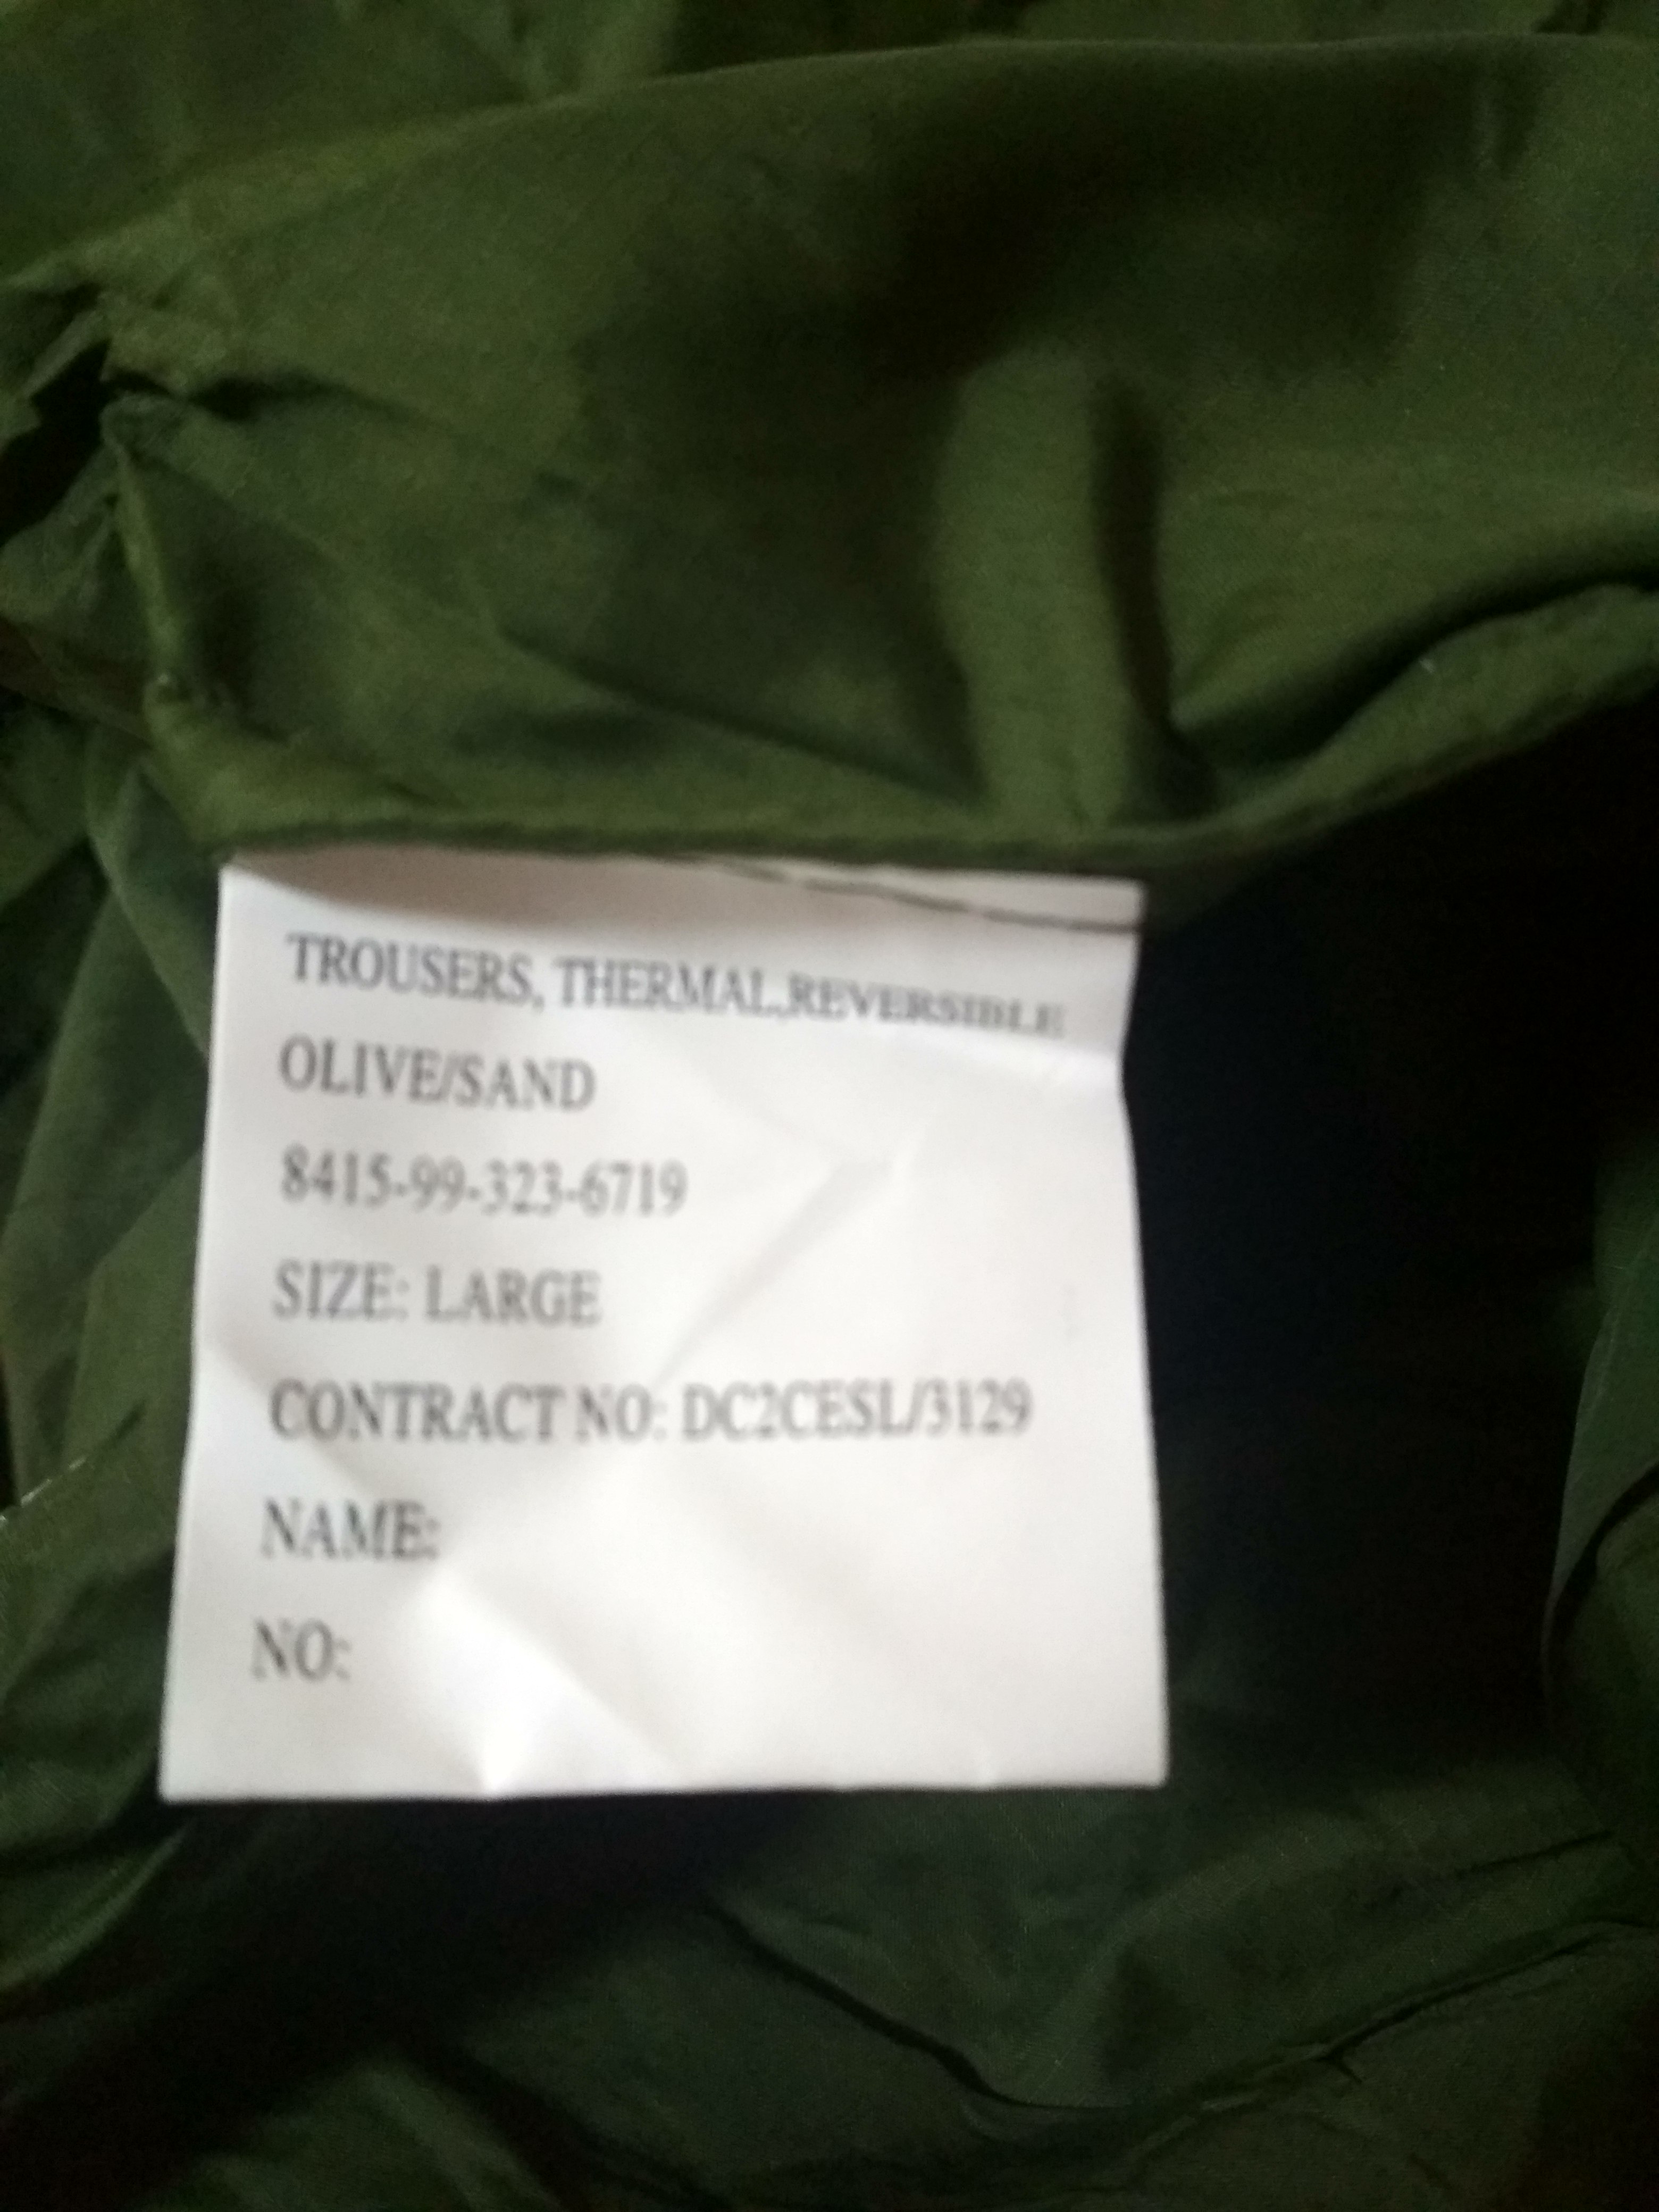 TROUSERS, THERMAL,REVERSIBLE
OLIVE/SAND
8415-99-323-6719
SIZE: LARGE
CONTRACT NO: DC2CESL/3129
NAME:
NO: